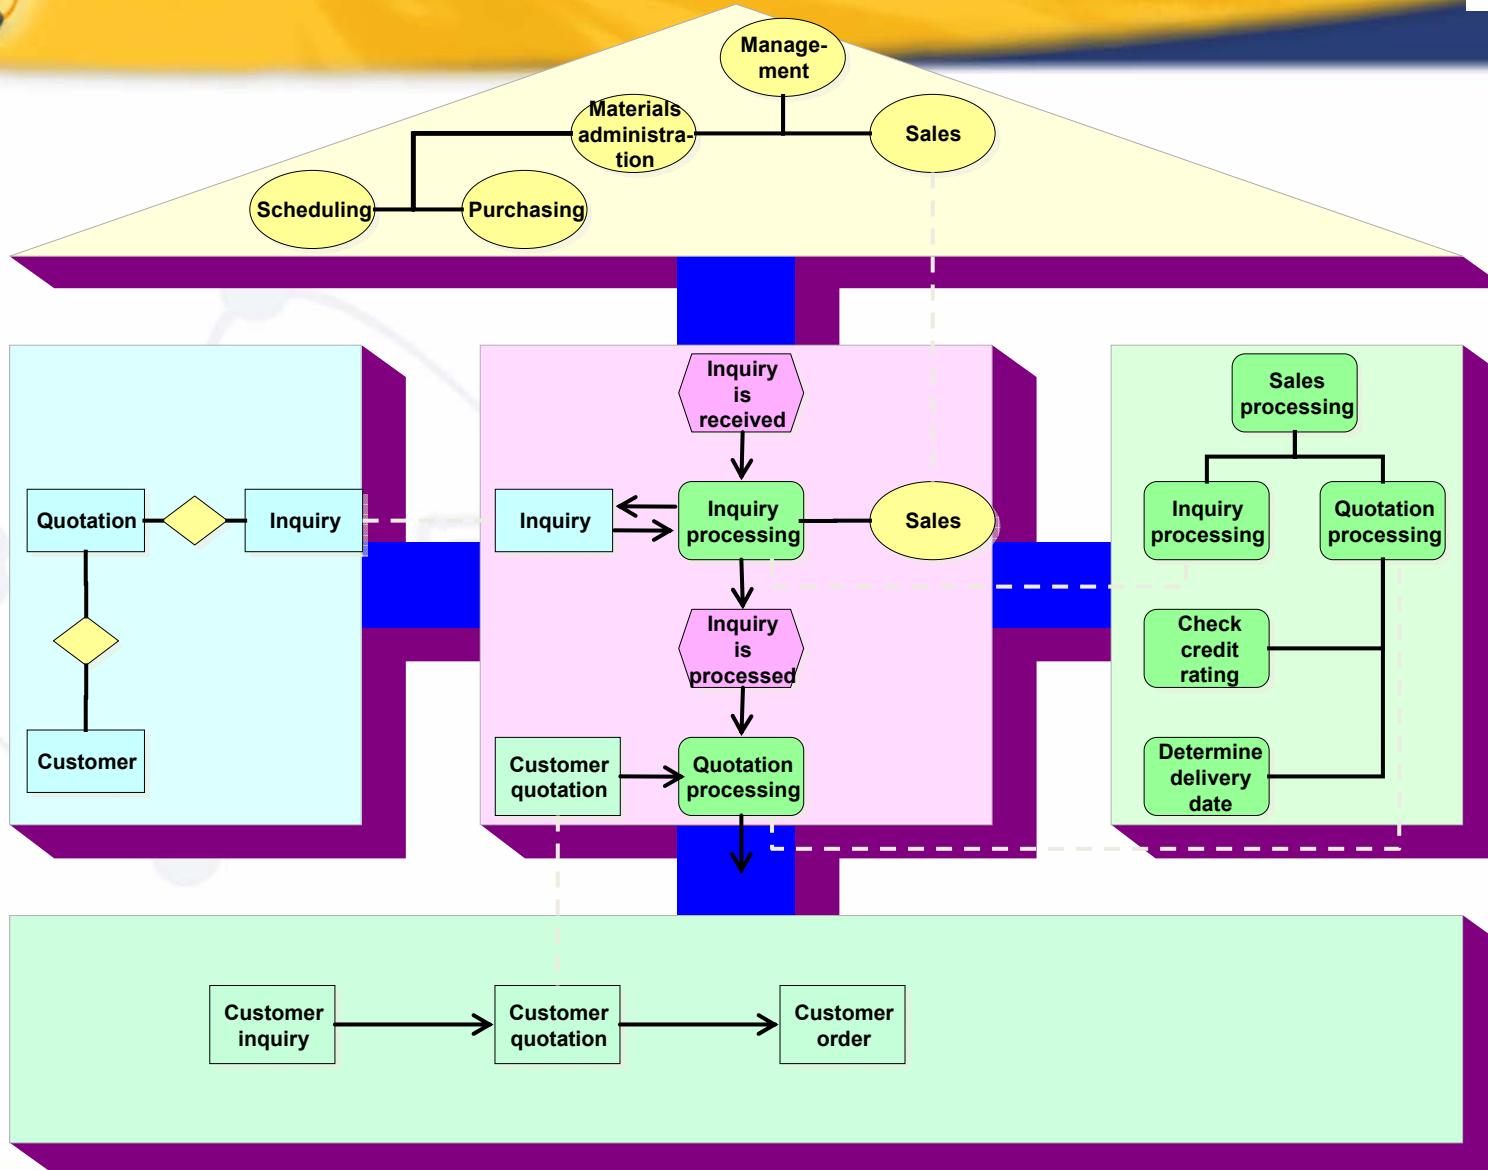 Manage-
ment
Materials
administra-
tion
Sales
Scheduling
Purchasing
Quotation
Inquiry
Customer
Inquiry
is
received
Inquiry
Inquiry
processing
Sales
Inquiry
is
processed
Customer
quotation
Quotation
processing
Sales
processing
Inquiry
processing
Quotation
processing
Check
credit
rating
Determine
delivery
date
Customer
inquiry
Customer
quotation
Customer
order